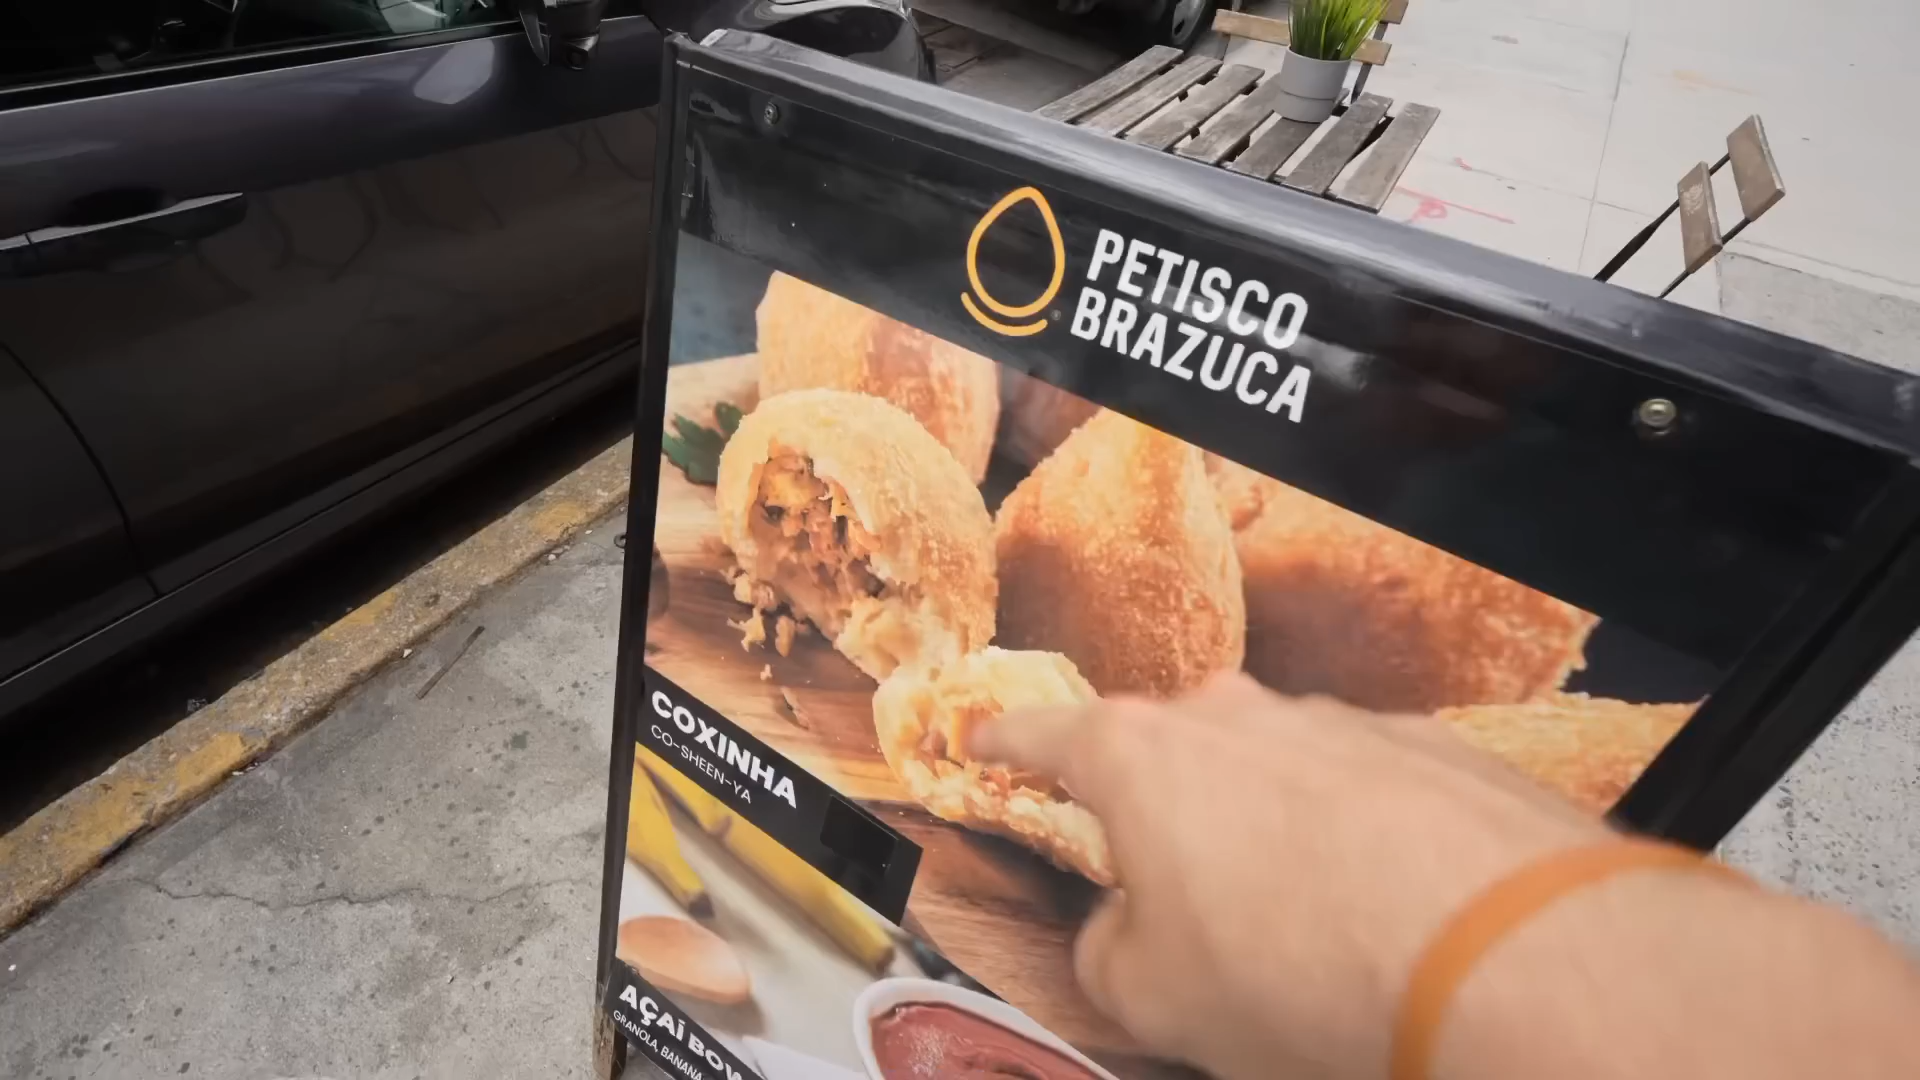 PETISCO
BRAZUCA
COXINHA
CO-SHEEN-YA
AÇAÍ BOW
GRANOLA, BANANA